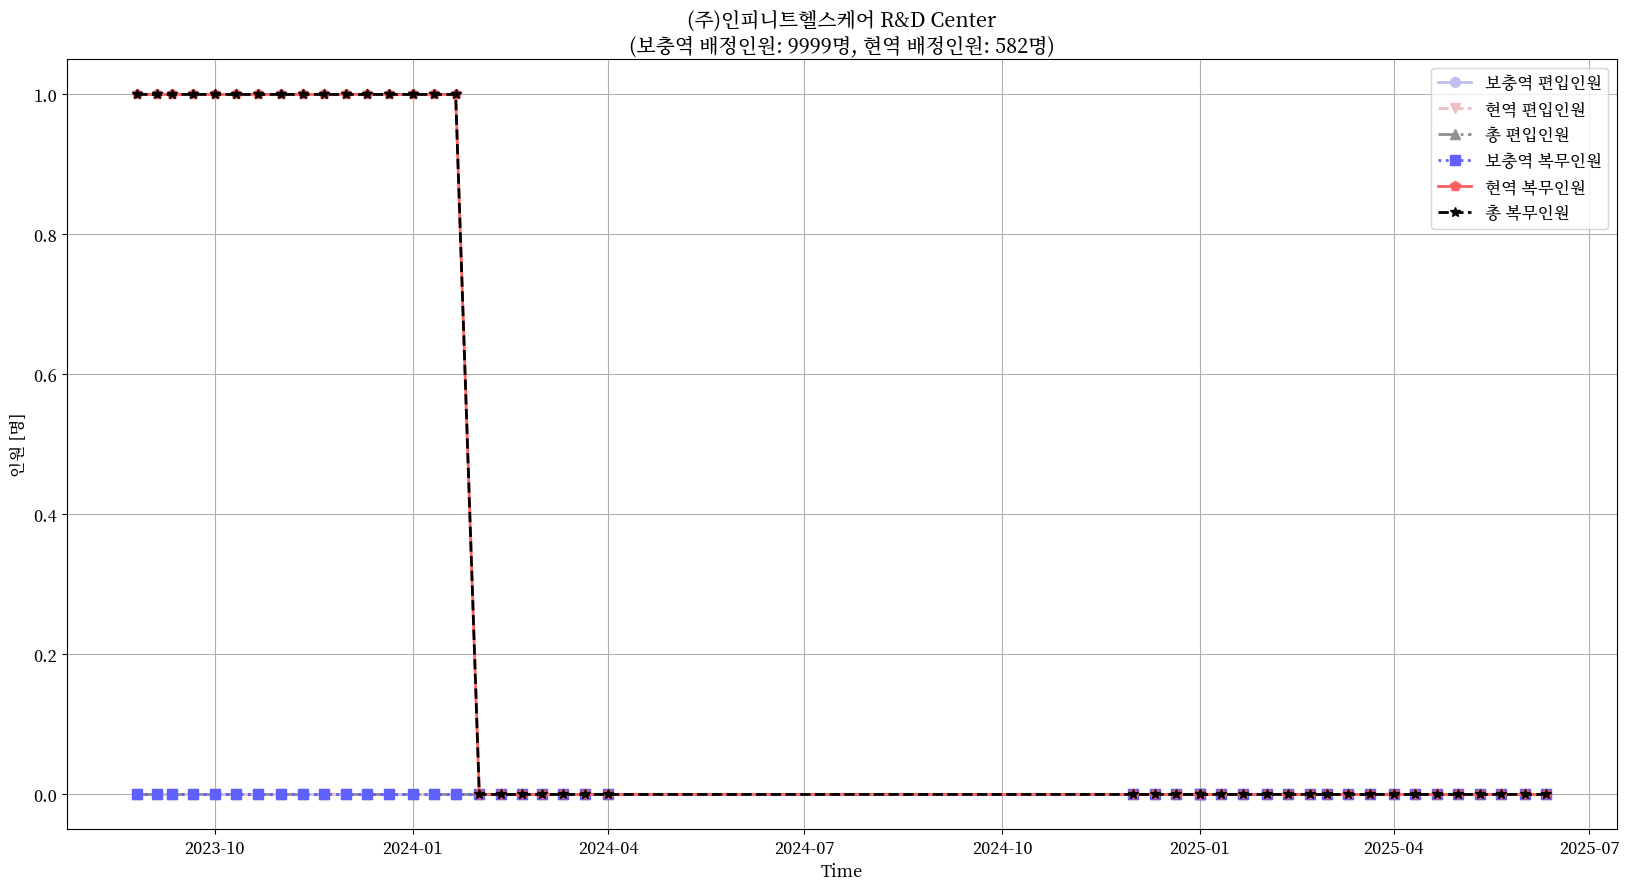 (주)인피니트헬스케어 R&D Center
(보충역 배정인원: 9999명, 현역 배정인원: 582명)
보충역 편입인원
현역 편입인원
총 편입인원
보충역 복무인원
현역 복무인원
총 복무인원
인원 [명]
1.0
0.8
0.6
0.4
0.2
0.0
2023-10
2024-01
2024-04
2024-07
2024-10
2025-01
2025-04
2025-07
Time